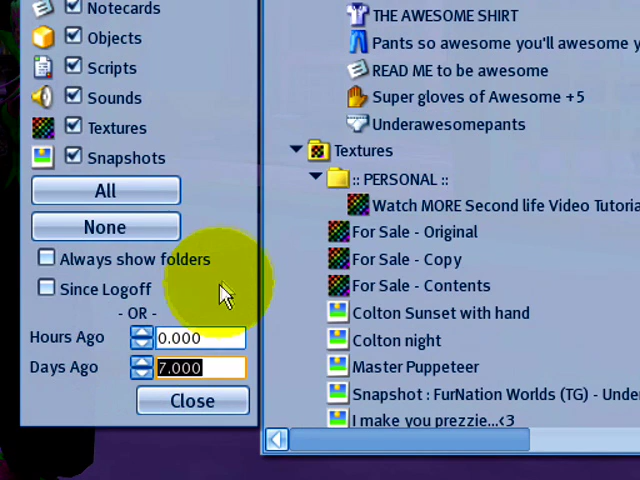 Notecards
Objects
Scripts
Sounds
Textures
Snapshots
All
None
Always show folders
Since Logoff
- OR -
Hours Ago 0.000
Days Ago 7.000
Close
THE AWESOME SHIRT
Pants so awesome you'll awesome y
READ ME to be awesome
Super gloves of Awesome +5
Underawesomepants
Textures
:: PERSONAL ::
Watch MORE Second life Video Tutoria
For Sale - Original
For Sale - Copy
For Sale - Contents
Colton Sunset with hand
Colton night
Master Puppeteer
Snapshot : FurNation Worlds (TG) - Unde
I make you prezzie...<3